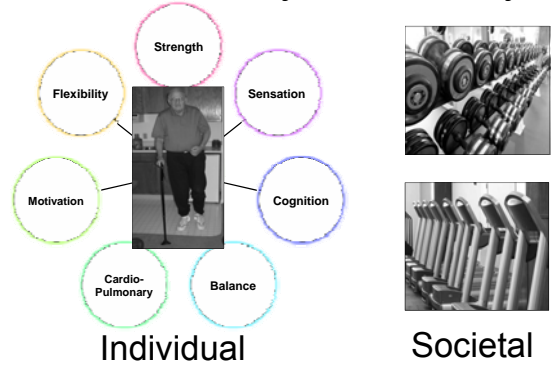 Strength
Flexibility
Sensation
Motivation
Cognition
Cardio-
Pulmonary
Balance
Individual
Societal